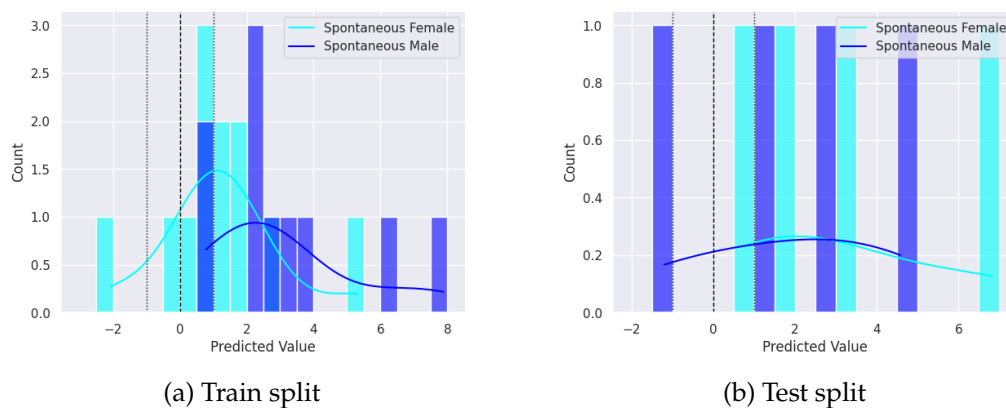 3.0
2.5
2.0
1.5
1.0
0.5
0.0
Count
−2 0 2 4 6 8
Predicted Value
Spontaneous Female
Spontaneous Male
(a) Train split
1.0
0.8
0.6
0.4
0.2
0.0
Count
−2 0 2 4 6
Predicted Value
Spontaneous Female
Spontaneous Male
(b) Test split